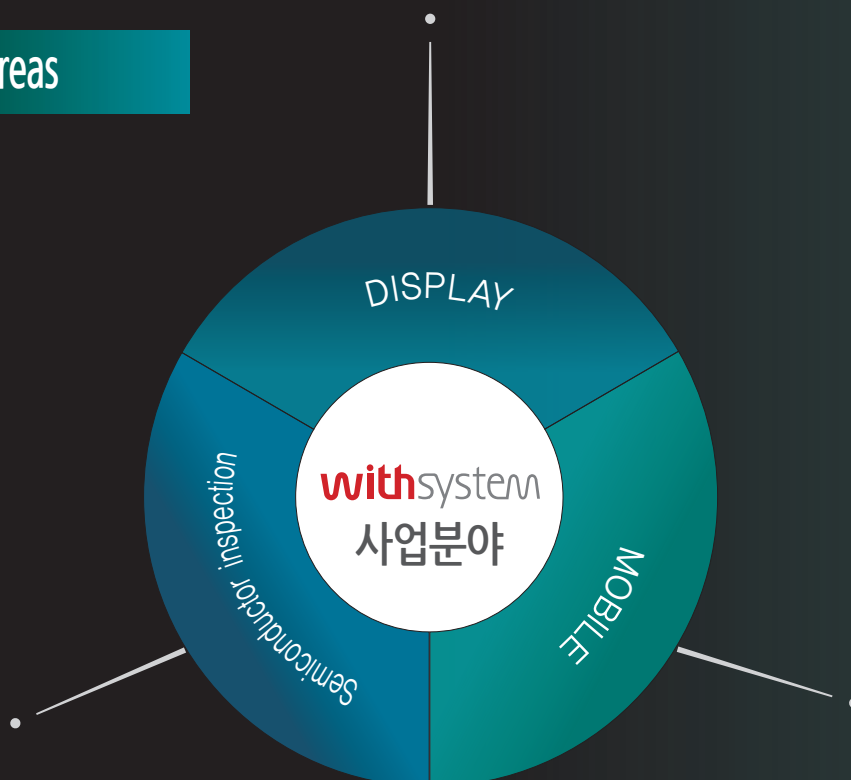 reas
DISPLAY
withsystem
사업분야
Semiconductor inspection
MOBILE